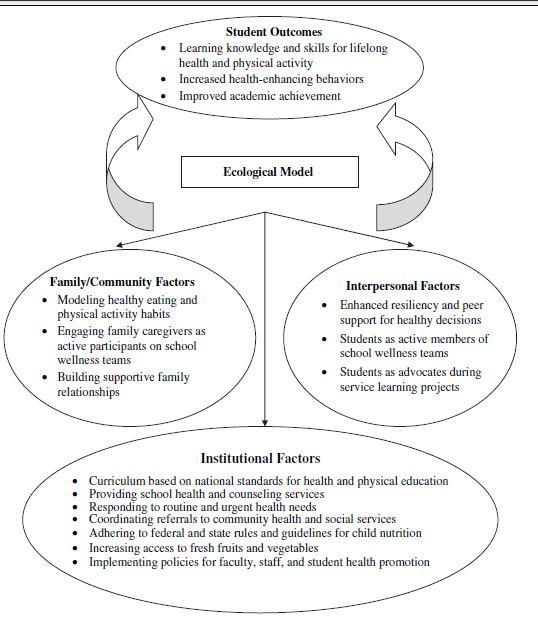 Student Outcomes
• Learning knowledge and skills for lifelong
health and physical activity
• Increased health-enhancing behaviors
• Improved academic achievement
Ecological Model
Family/Community Factors
• Modeling healthy eating and
physical activity habits
• Engaging family caregivers as
active participants on school
wellness teams
• Building supportive family
relationships
Interpersonal Factors
• Enhanced resiliency and peer
support for healthy decisions
• Students as active members of
school wellness teams
• Students as advocates during
service learning projects
Institutional Factors
• Curriculum based on national standards for health and physical education
• Providing school health and counseling services
• Responding to routine and urgent health needs
• Coordinating referrals to community health and social services
• Adhering to federal and state rules and guidelines for child nutrition
• Increasing access to fresh fruits and vegetables
• Implementing policies for faculty, staff, and student health promotion